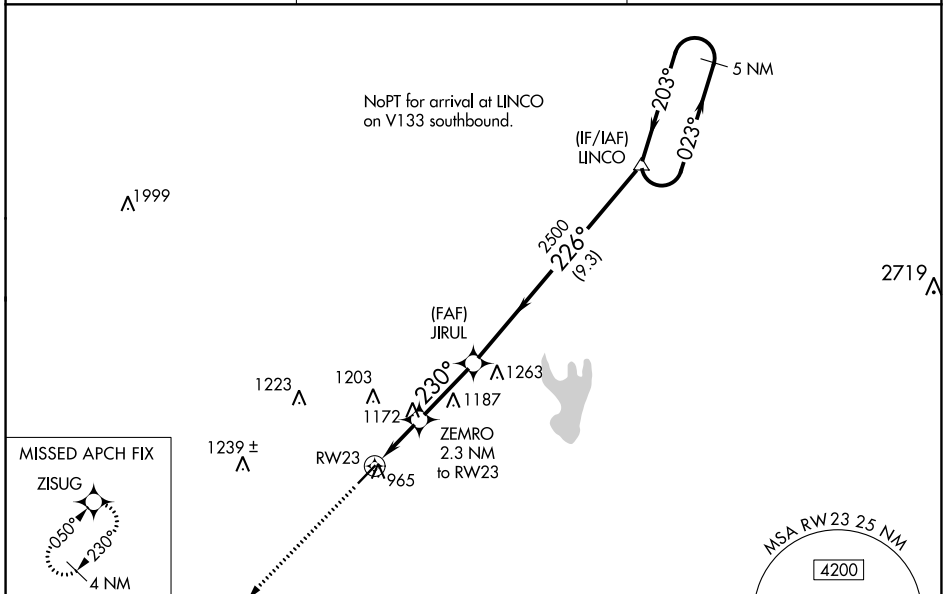 5 NM
203°
023°
NoPT for arrival at LINCO
on V133 southbound.
(IF/IAF)
LINCO
1999
2500
226°
(9.3)
2719
(FAF)
JIRUL
1263
230°
1223
1203
1187
1172
ZEMRO
2.3 NM
to RW23
1239 ±
RW23
965
MISSED APCH FIX
ZISUG
050°
230°
4 NM
MSA RW23 25 NM
4200